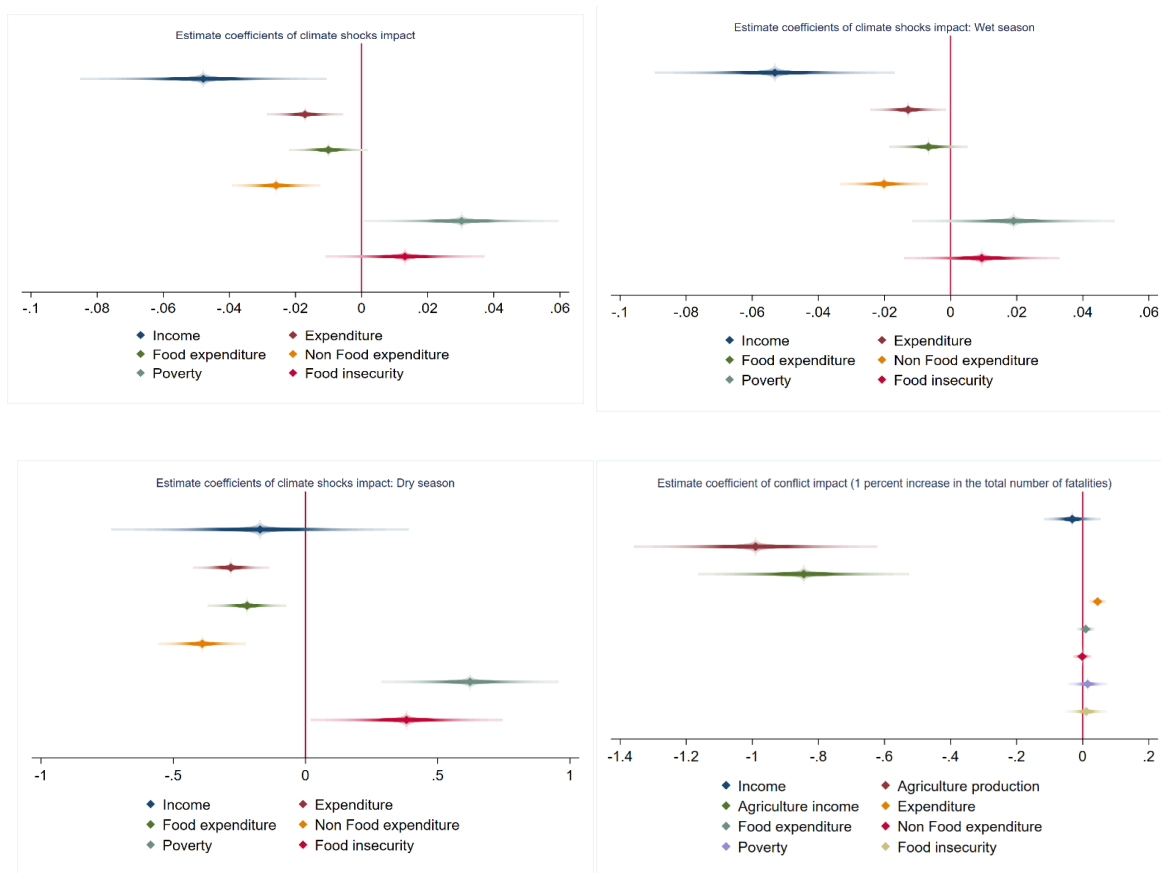 Estimate coefficients of climate shocks impact
-.1 -.08 -.06 -.04 -.02 0 .02 .04 .06
Income Expenditure
Food expenditure Non Food expenditure
Poverty Food insecurity
Estimate coefficients of climate shocks impact: Wet season
-.1 -.08 -.06 -.04 -.02 0 .02 .04 .06
Income Expenditure
Food expenditure Non Food expenditure
Poverty Food insecurity
Estimate coefficients of climate shocks impact: Dry season
-1 -.5 0 .5 1
Income Expenditure
Food expenditure Non Food expenditure
Poverty Food insecurity
Estimate coefficient of conflict impact (1 percent increase in the total number of fatalities)
-1.4 -1.2 -1 -.8 -.6 -.4 -.2 0 .2
Income Agriculture production
Agriculture income Expenditure
Food expenditure Non Food expenditure
Poverty Food insecurity